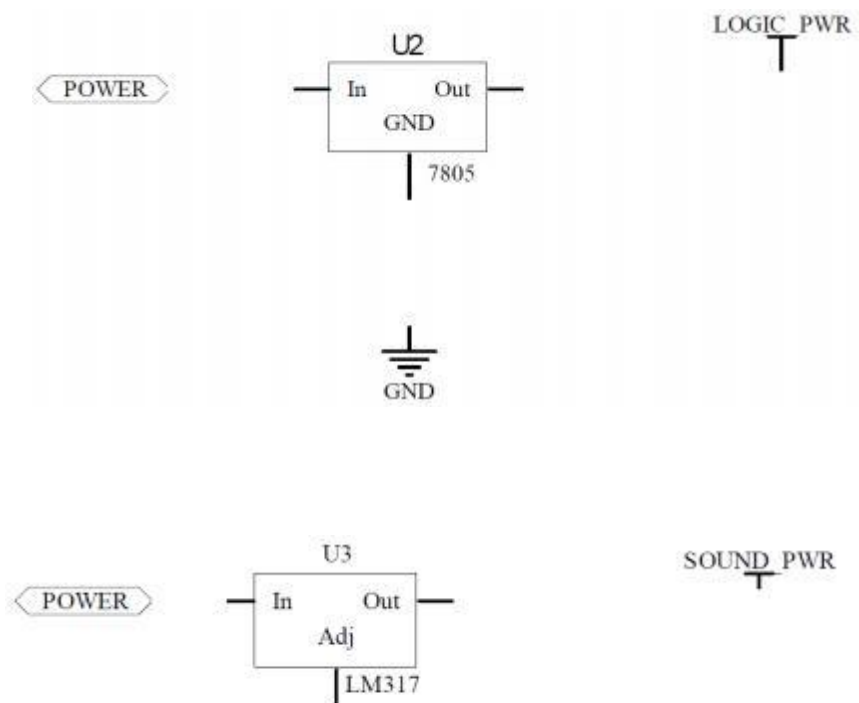 LOGIC_PWR
U2
POWER
In Out
GND
7805
GND
U3
SOUND_PWR
POWER
In Out
Adj
LM317